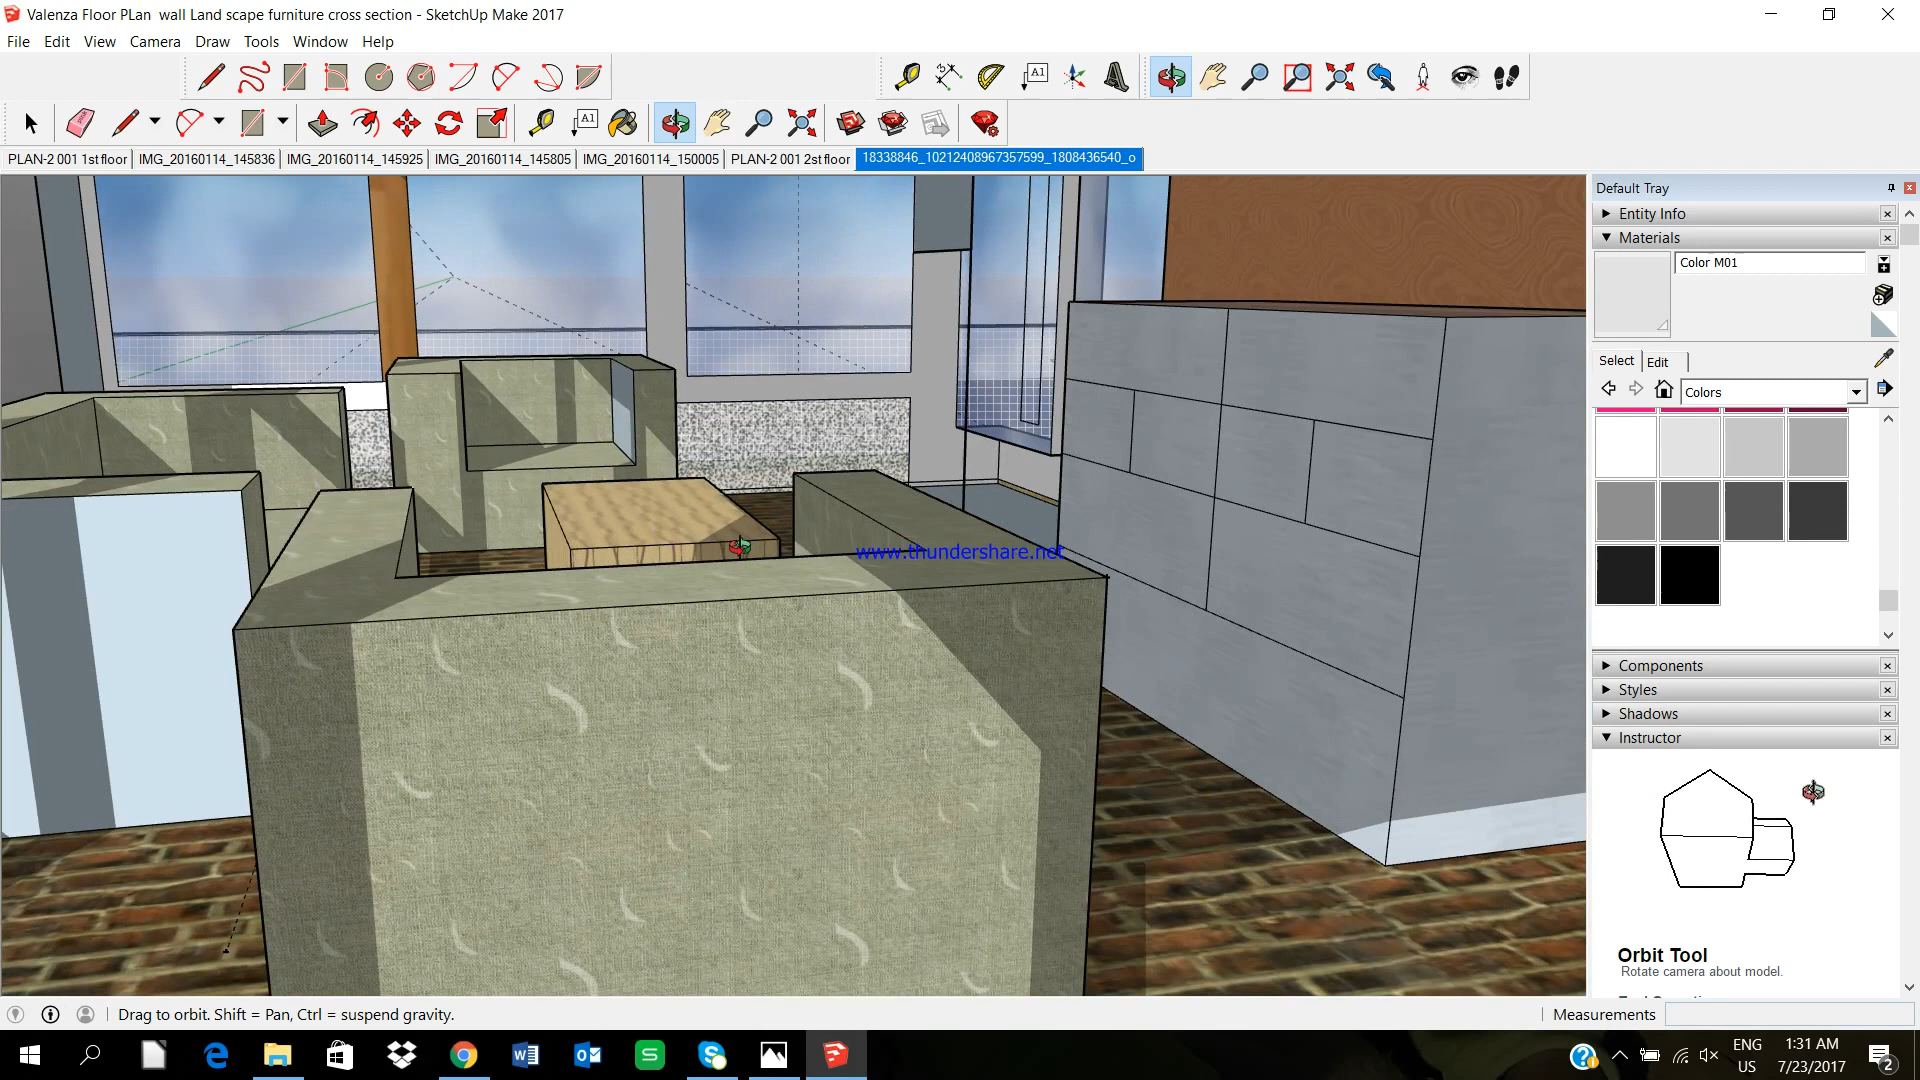 Valenza Floor PLan  wall Land scape furniture cross section - SketchUp Make 2017
File Edit View Camera Draw Tools Window Help
A1
A1
PLAN-2 001 1st floor IMG_20160114_145836 IMG_20160114_145925 IMG_20160114_145805 IMG_20160114_150005 PLAN-2 001 2st floor 18338846_10212408967357599_1808436540_o
Default Tray
Entity Info
Materials
Color M01
Select Edit
Colors
www.thundershare.net
Components
Styles
Shadows
Instructor
Orbit Tool
Rotate camera about model.
Drag to orbit. Shift = Pan, Ctrl = suspend gravity.
Measurements
ENG
US
1:31 AM
7/23/2017
2